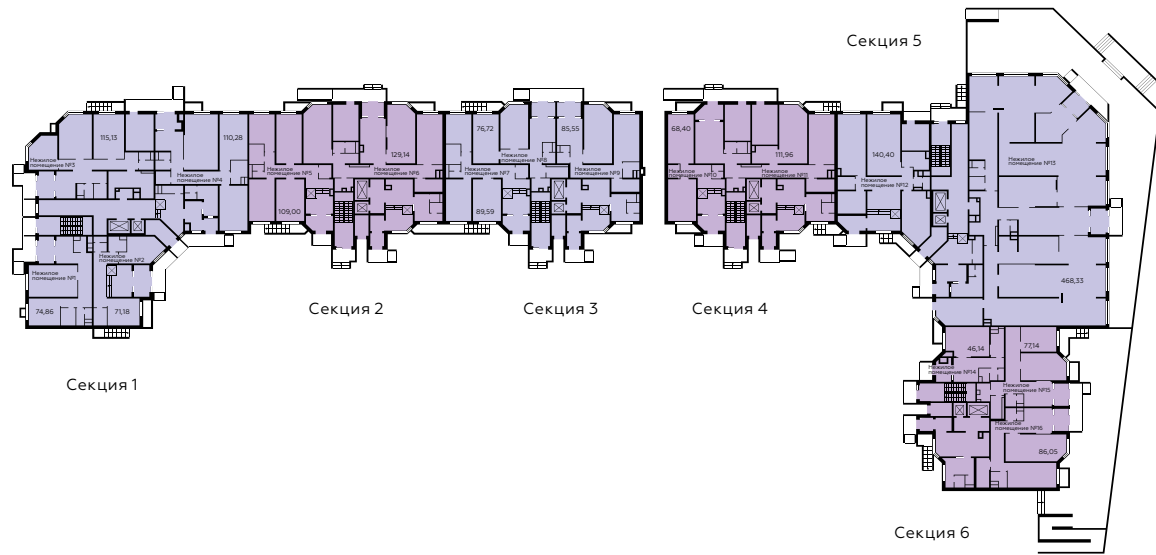 Секция 5
Нежилое
помещение №3
115,13
110,28
Нежилое
помещение №4
Нежилое
помещение №5
109,00
129,14
Нежилое
помещение №6
76,72
Нежилое
помещение №7
89,59
Нежилое
помещение №8
85,55
Нежилое
помещение №9
68,40
Нежилое
помещение №10
111,96
Нежилое
помещение №11
140,40
Нежилое
помещение №12
Нежилое
помещение №13
468,33
Нежилое
помещение №2
Нежилое
помещение №1
74,86
71,18
Секция 2
Секция 3
Секция 4
Секция 1
46,14
Нежилое
помещение №14
77,14
Нежилое
помещение №15
Нежилое
помещение №16
86,05
Секция 6